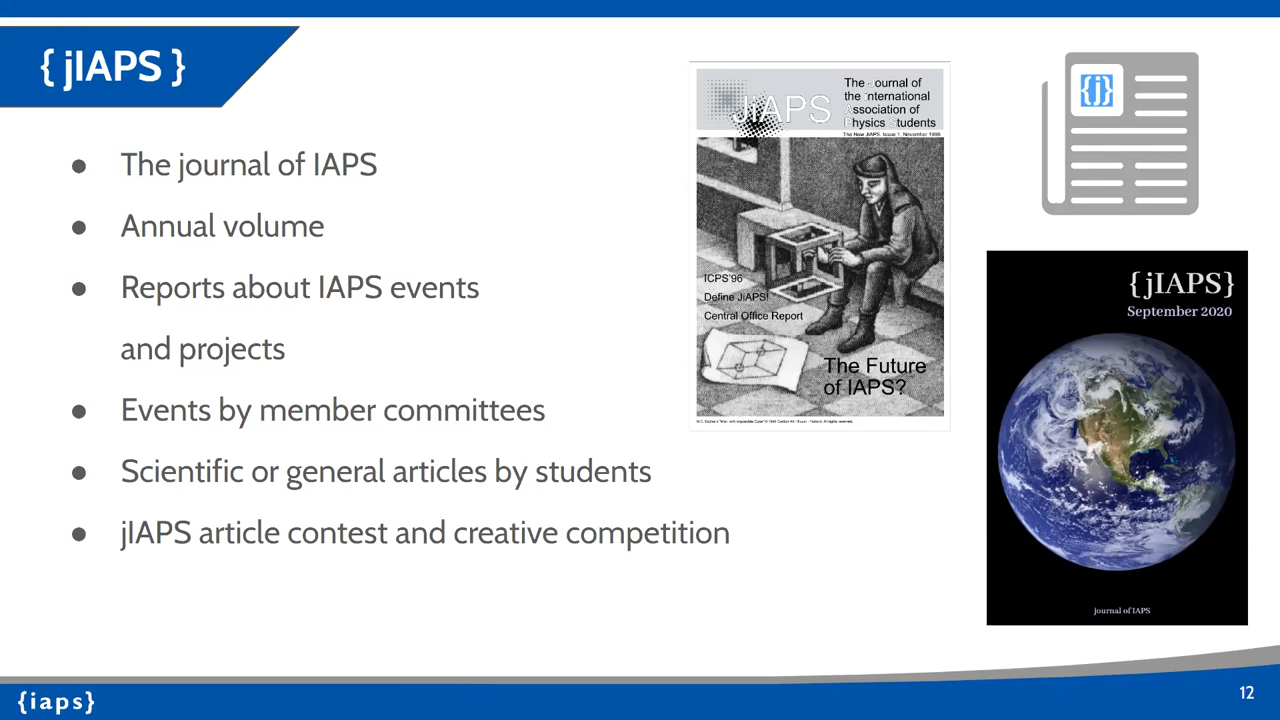 { jIAPS }
● The journal of IAPS
● Annual volume
● Reports about IAPS events
and projects
● Events by member committees
● Scientific or general articles by students
● jIAPS article contest and creative competition
JiAPS
The Journal of
the International
Association of
Physics Students
The New JIAPS, Issue 1, November 1996
ICPS'96
Define JiAPS!
Central Office Report
The Future
of IAPS?
{j}
{jIAPS}
September 2020
journal of IAPS
{iaps}
12